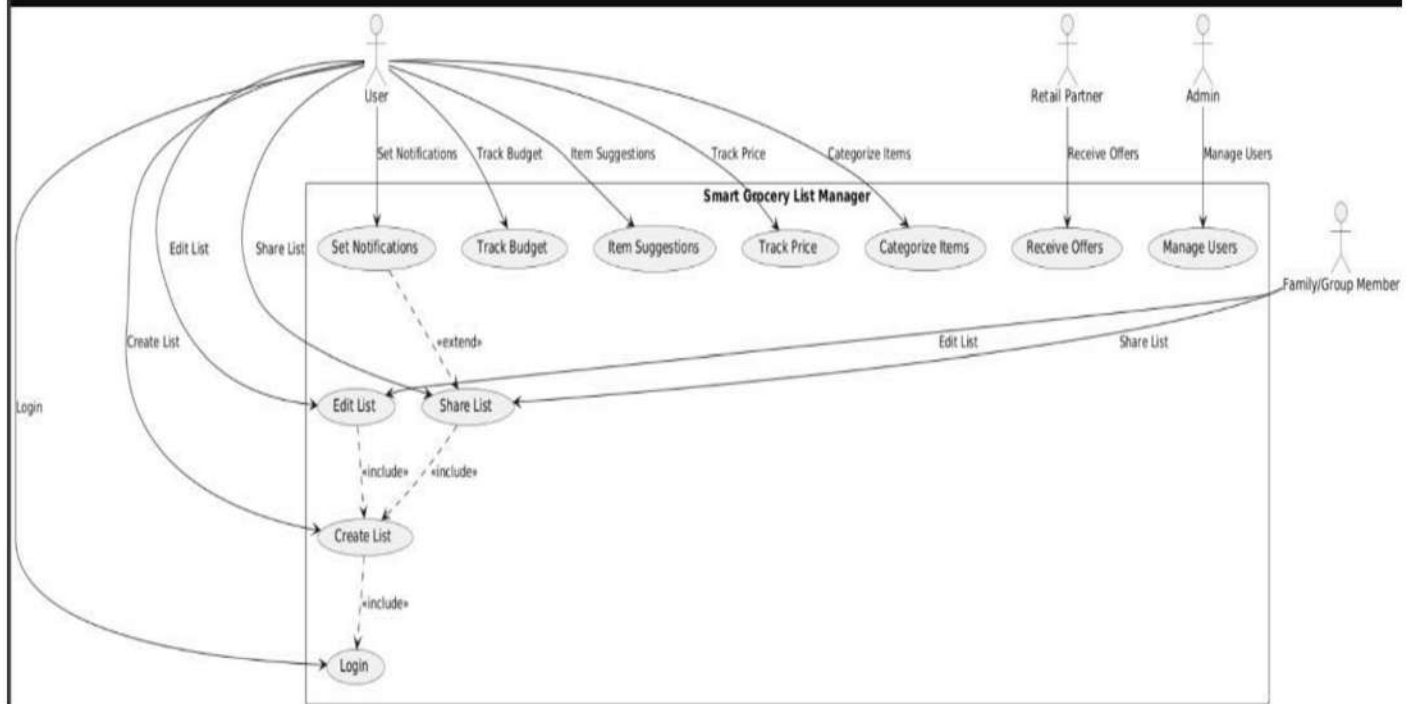 User
Retail Partner
Admin
Set Notifications
Track Budget
Item Suggestions
Track Price
Categorize Items
Receive Offers
Manage Users
Smart Grocery List Manager
Edit List
Share List
Set Notifications
Track Budget
Item Suggestions
Track Price
Categorize Items
Receive Offers
Manage Users
Family/Group Member
Create List
«extend»
Edit List
Share List
Login
Edit List
Share List
«include»
«include»
Create List
«include»
Login